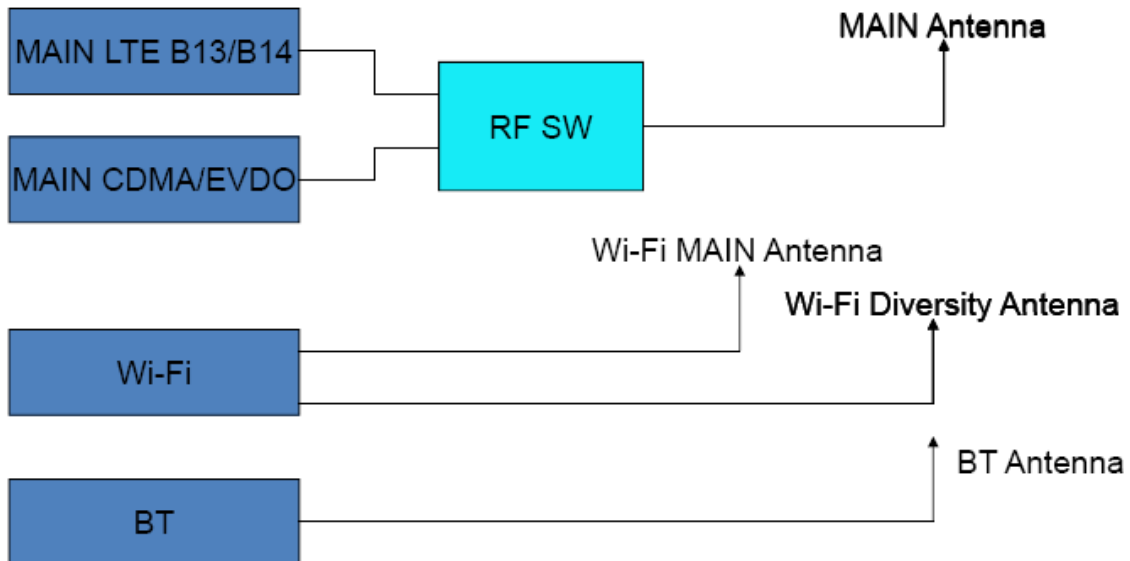 MAIN LTE B13/B14
MAIN Antenna
RF SW
MAIN CDMA/EVDO
Wi-Fi MAIN Antenna
Wi-Fi Diversity Antenna
Wi-Fi
BT Antenna
BT